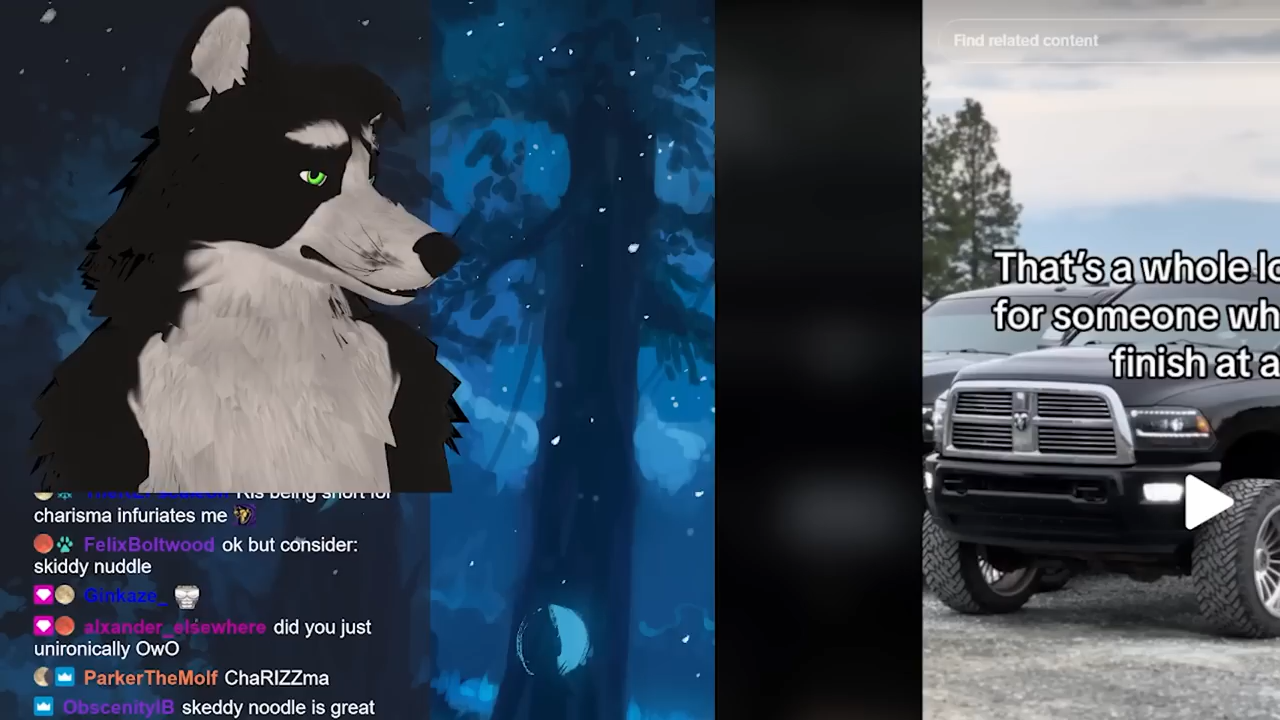 Find related content
That's a whole lo
for someone wh
finish at a
Ris being short for
charisma infuriates me
FelixBoltwood ok but consider:
skiddy nuddle
Ginkaze_
alxander_elsewhere did you just
unironically OwO
ParkerTheMolf ChaRIZZma
ObscenityIB skeddy noodle is great